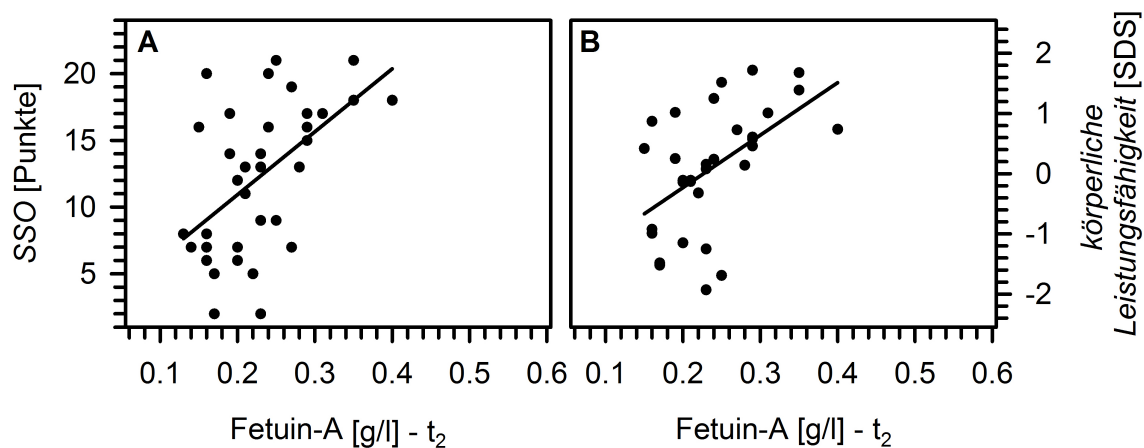 A
B
20
15
10
5
SSO [Punkte]
0.1 0.2 0.3 0.4 0.5 0.6
Fetuin-A [g/l] - t₂
2
1
0
-1
-2
körperliche
Leistungsfähigkeit [SDS]
0.1 0.2 0.3 0.4 0.5 0.6
Fetuin-A [g/l] - t₂